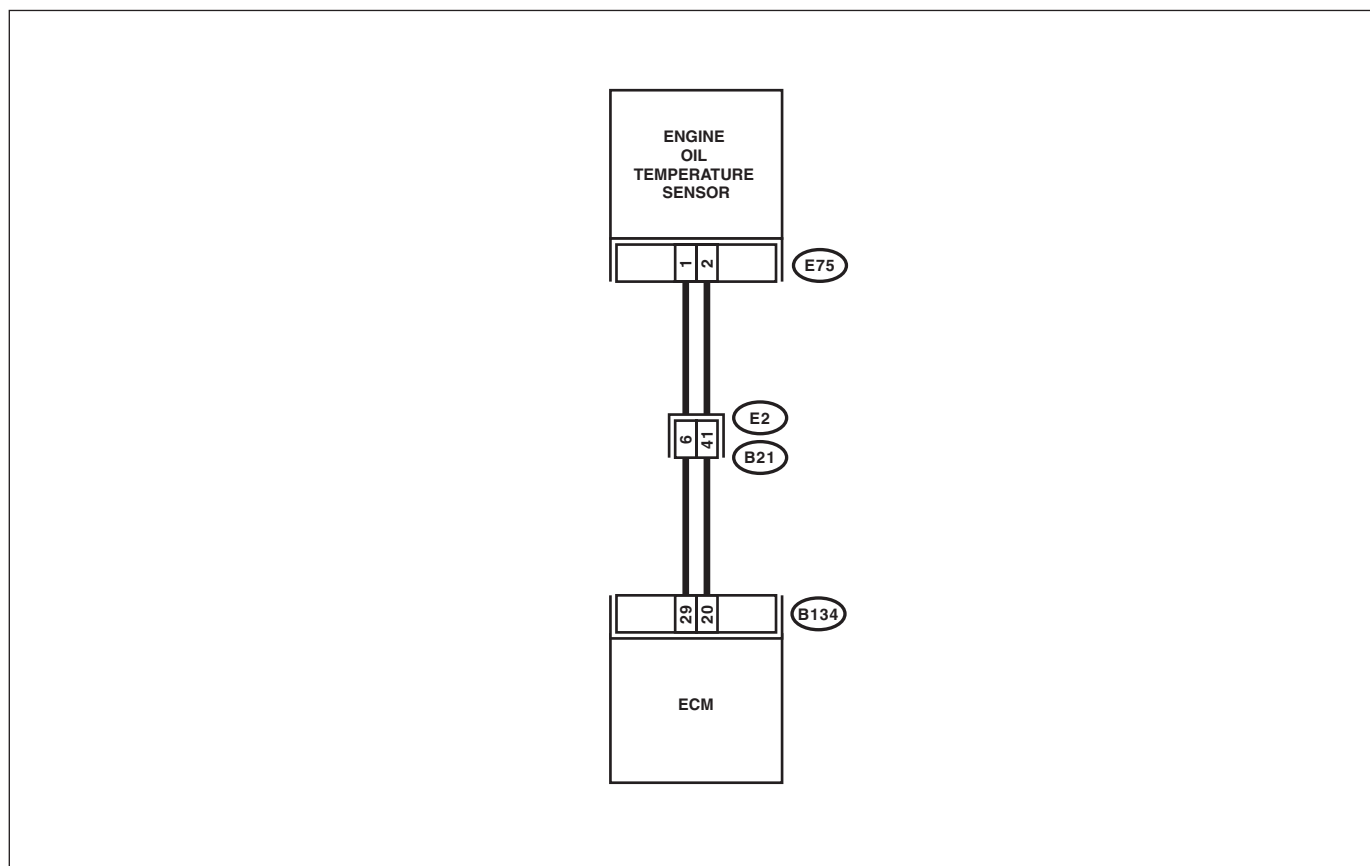 ENGINE
OIL
TEMPERATURE
SENSOR
1 2
E75
E2
6 41
B21
29 20
B134
ECM